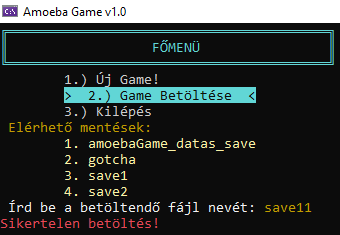 Amoeba Game v1.0
FŐMENÜ
1.) Új Game!
> 2.) Game Betöltése <
3.) Kilépés
Elérhető mentések:
1. amoebaGame_datas_save
2. gotcha
3. save1
4. save2
Írd be a betöltendő fájl nevét: save11
Sikertelen betöltés!